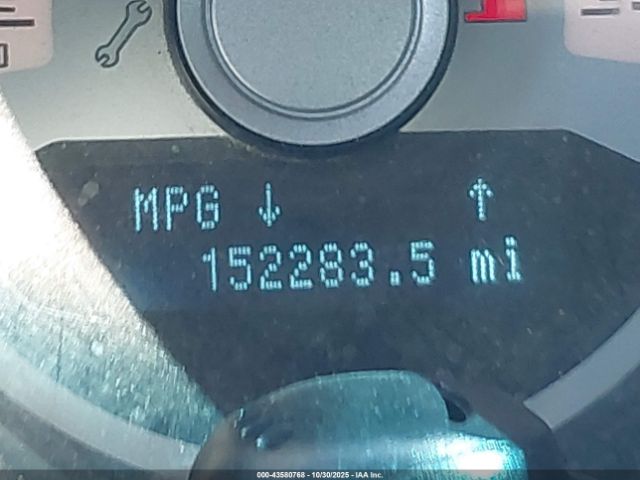 MPG ↓ ↑
152283.5 mi
000-43580768 - 10/30/2025 - IAA Inc.